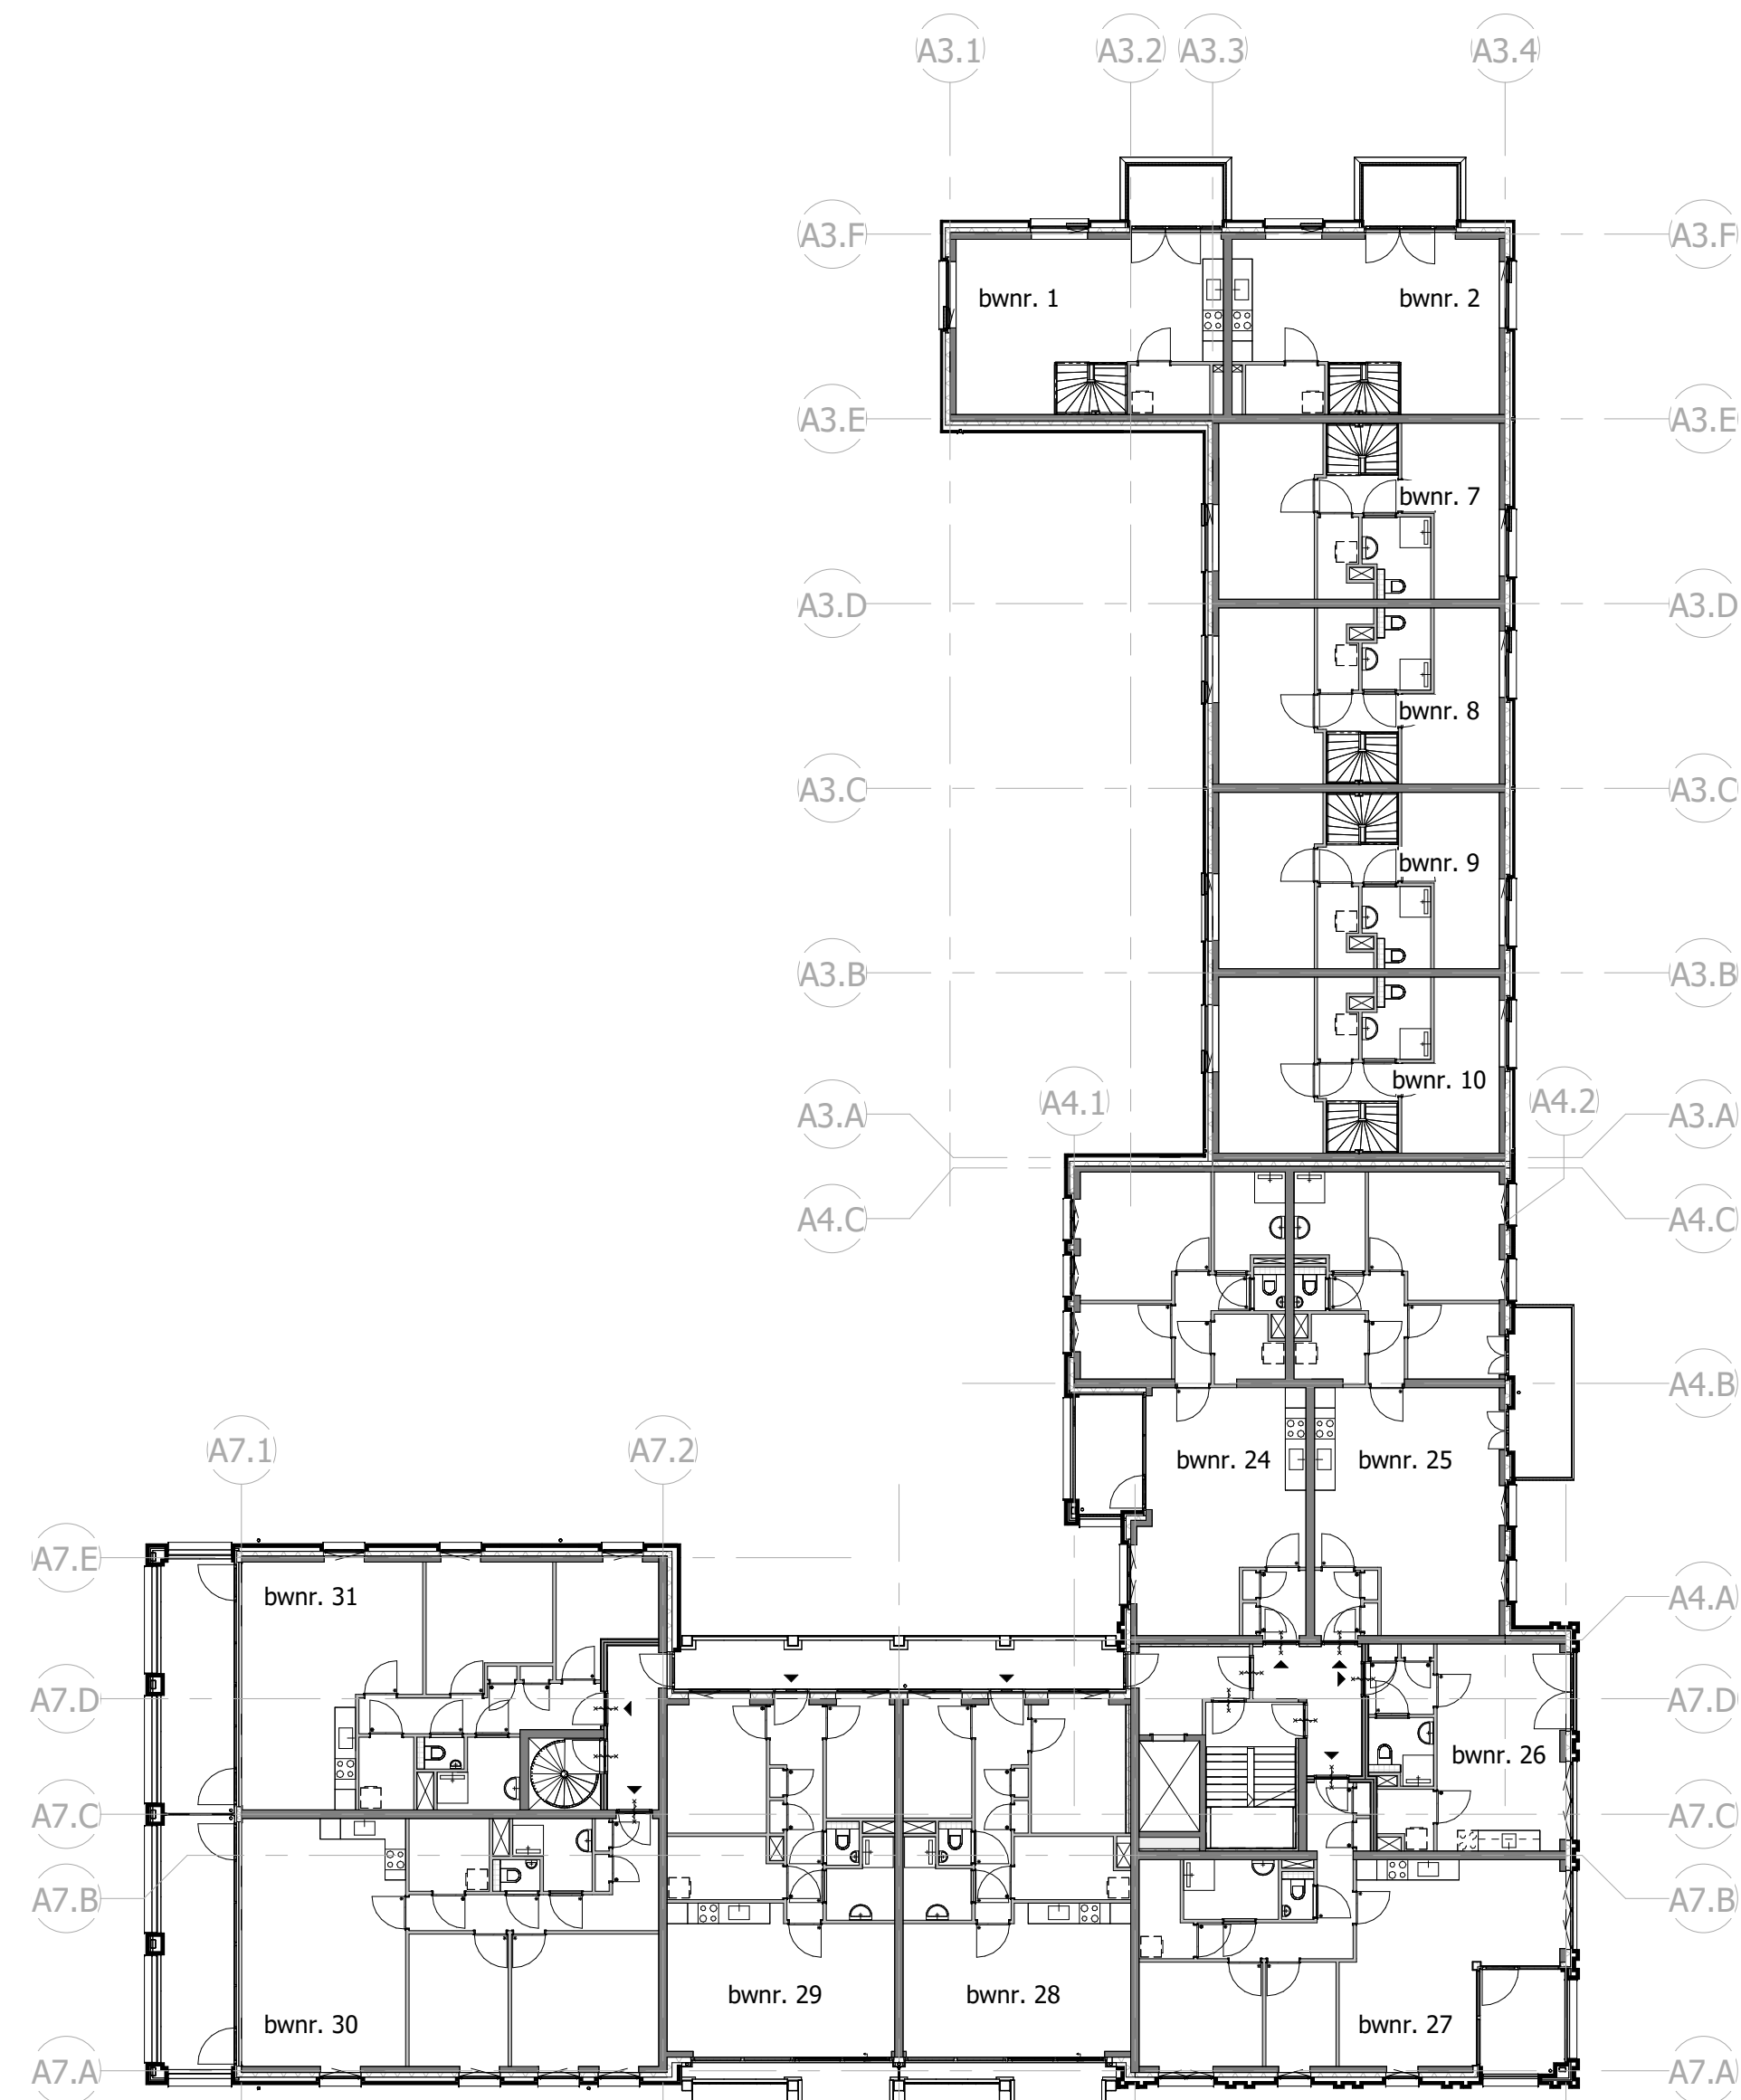 A3.1 A3.2 A3.3 A3.4
A3.F A3.F
bwnr. 1 bwnr. 2
A3.E A3.E
bwnr. 7
A3.D A3.D
bwnr. 8
A3.C A3.C
bwnr. 9
A3.B A3.B
bwnr. 10
A4.1 A4.2
A3.A A3.A
A4.C A4.C
A4.B
A7.1 A7.2
bwnr. 24 bwnr. 25
A7.E
bwnr. 31
A4.A
A7.D A7.D
bwnr. 26
A7.C A7.C
A7.B A7.B
bwnr. 29 bwnr. 28
bwnr. 30 bwnr. 27
A7.A A7.A